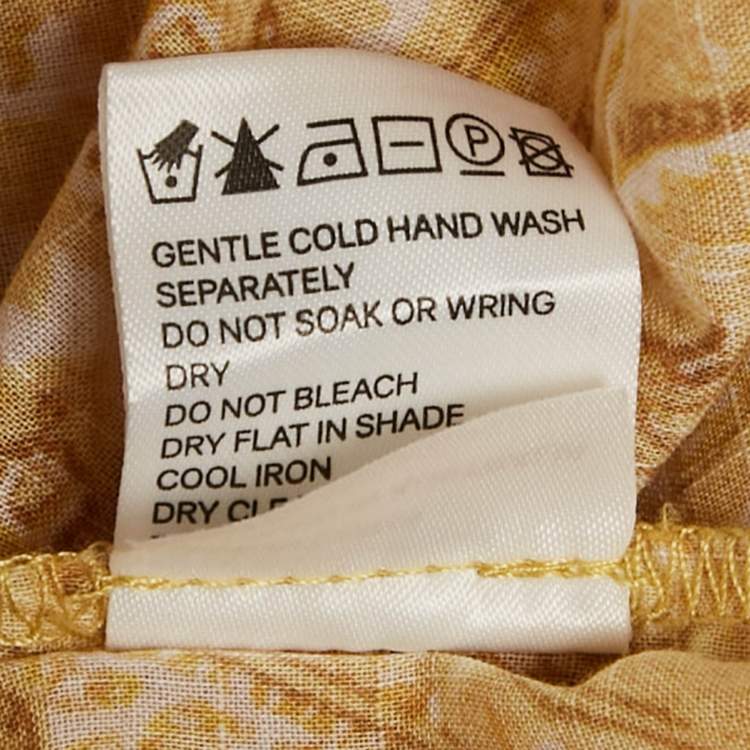 P
GENTLE COLD HAND WASH
SEPARATELY
DO NOT SOAK OR WRING
DRY
DO NOT BLEACH
DRY FLAT IN SHADE
COOL IRON
DRY